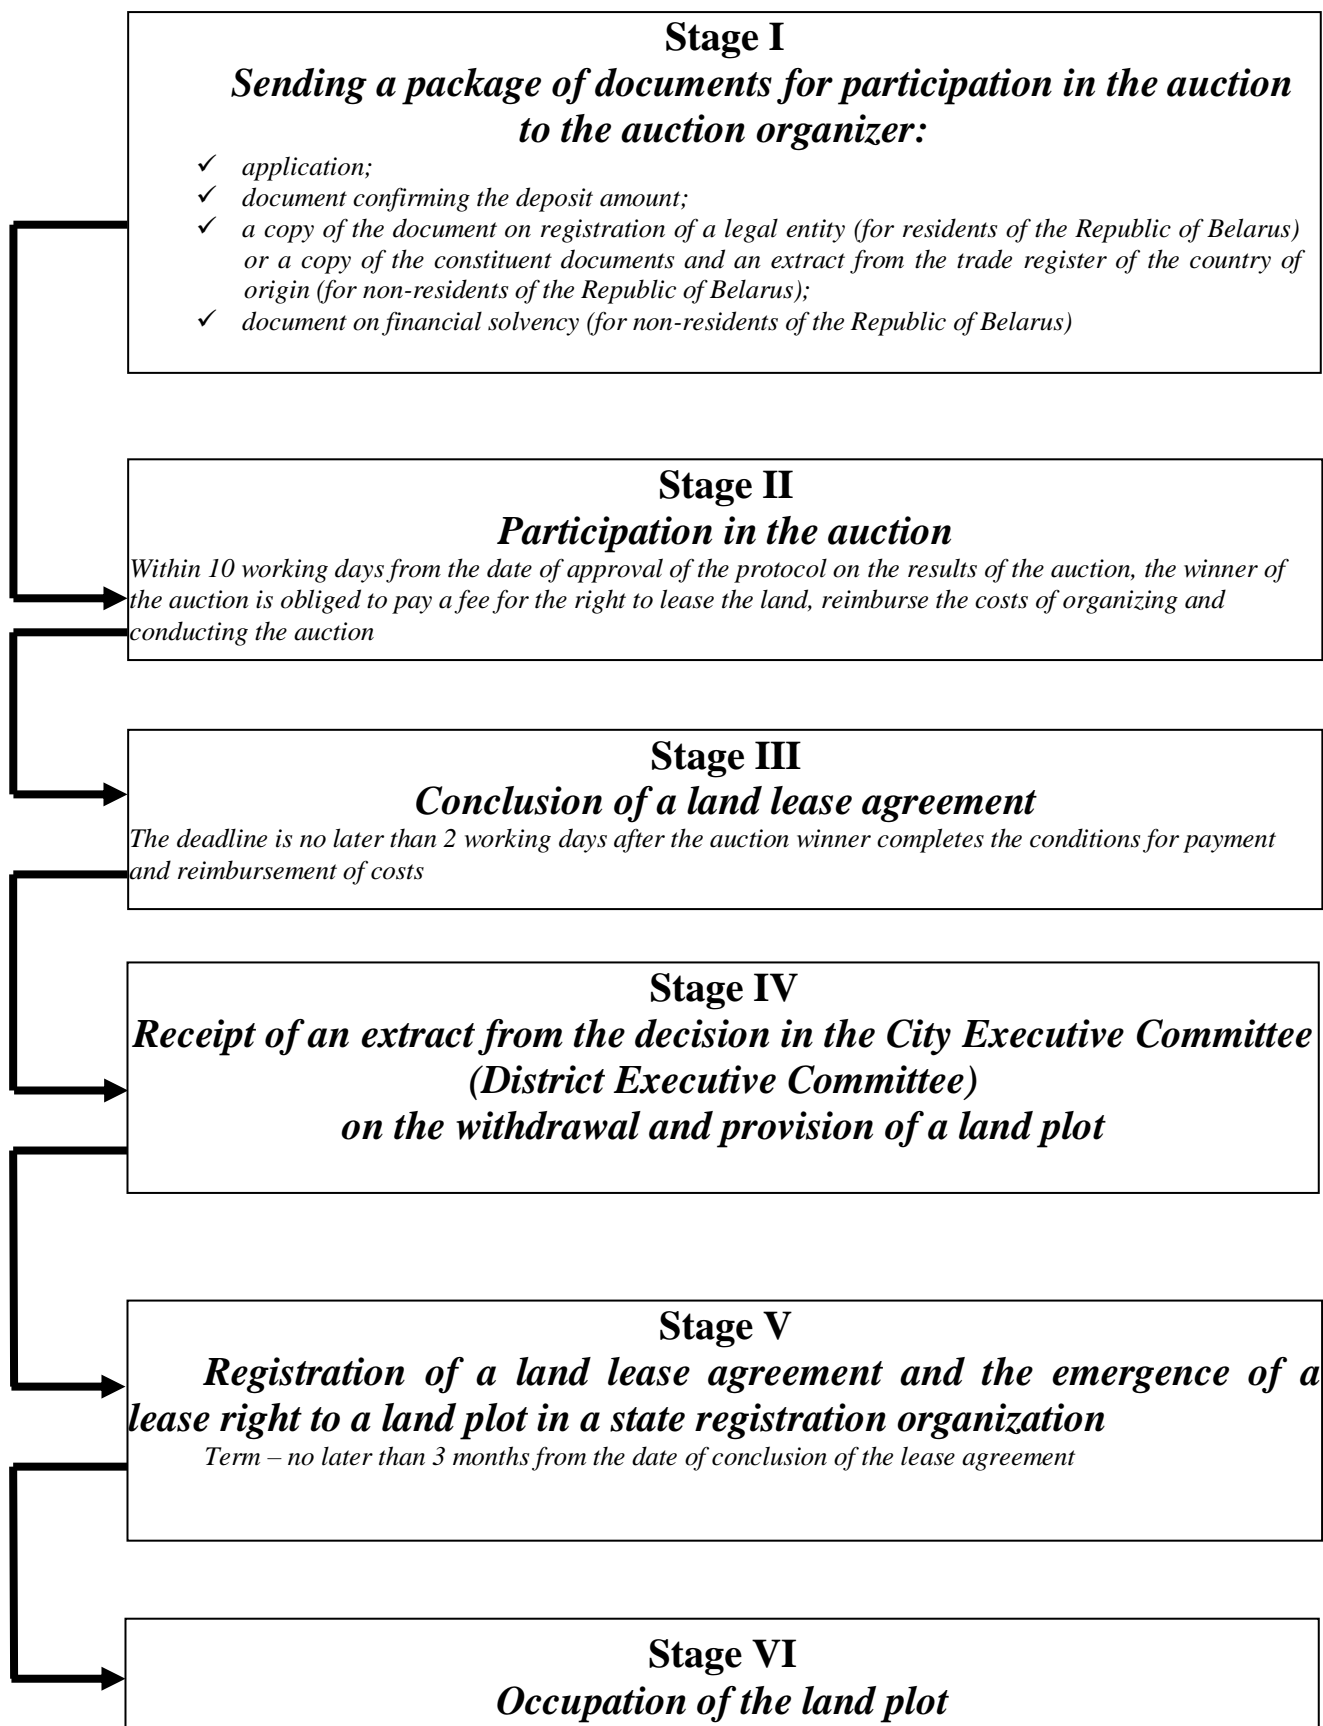 Stage I
Sending a package of documents for participation in the auction
to the auction organizer:
✓ application;
✓ document confirming the deposit amount;
✓ a copy of the document on registration of a legal entity (for residents of the Republic of Belarus)
or a copy of the constituent documents and an extract from the trade register of the country of
origin (for non-residents of the Republic of Belarus);
✓ document on financial solvency (for non-residents of the Republic of Belarus)
Stage II
Participation in the auction
Within 10 working days from the date of approval of the protocol on the results of the auction, the winner of
the auction is obliged to pay a fee for the right to lease the land, reimburse the costs of organizing and
conducting the auction
Stage III
Conclusion of a land lease agreement
The deadline is no later than 2 working days after the auction winner completes the conditions for payment
and reimbursement of costs
Stage IV
Receipt of an extract from the decision in the City Executive Committee
(District Executive Committee)
on the withdrawal and provision of a land plot
Stage V
Registration of a land lease agreement and the emergence of a
lease right to a land plot in a state registration organization
Term – no later than 3 months from the date of conclusion of the lease agreement
Stage VI
Occupation of the land plot